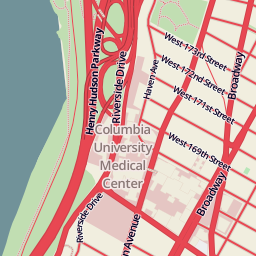 West 173rd Street
West 172nd Street
West 171st Street
West 169th Street
Broadway
Broadway
Haven Ave
Henry Hudson Parkway
Riverside Drive
Columbia
University
Medical
Center
Riverside Drive
Avenue